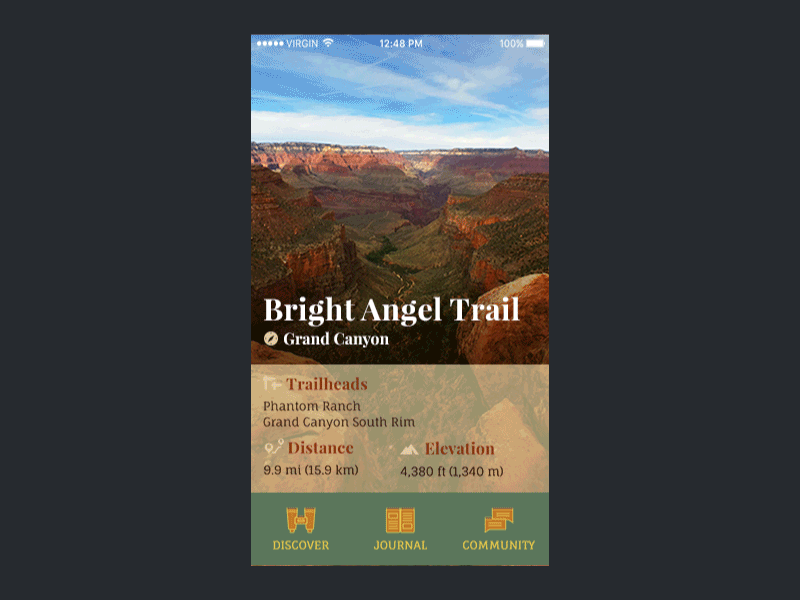 VIRGIN 12:48 PM 100%
Bright Angel Trail
Grand Canyon
Trailheads
Phantom Ranch
Grand Canyon South Rim
Distance Elevation
9.9 mi (15.9 km) 4,380 ft (1,340 m)
DISCOVER JOURNAL COMMUNITY